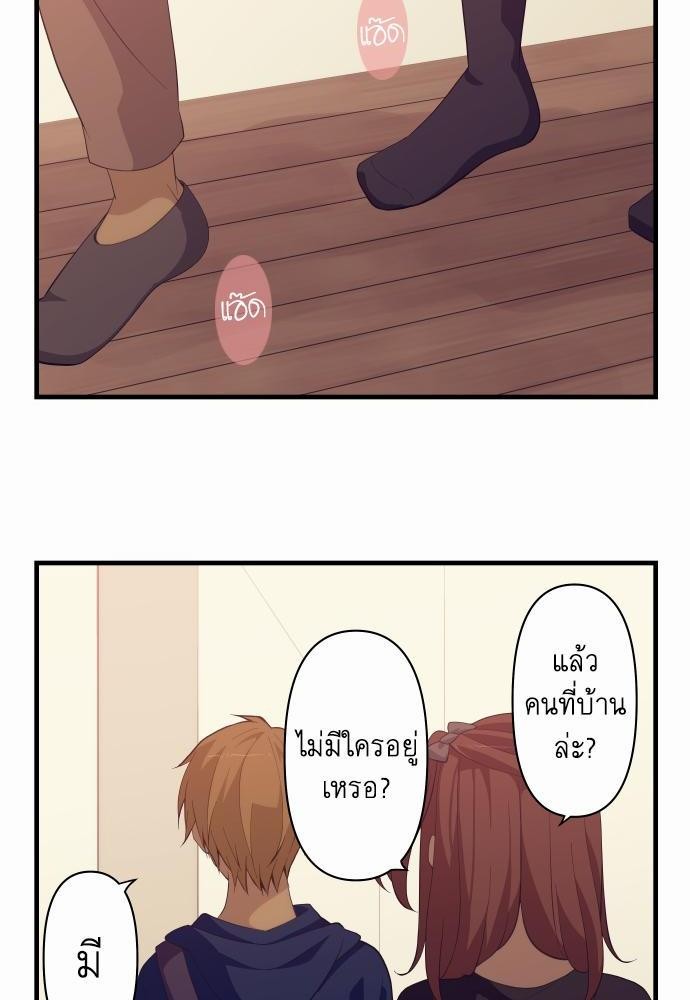 แอ๊ด
แอ๊ด
แล้ว
คนที่บ้าน
ล่ะ?
ไม่มีใครอยู่
เหรอ?
มี